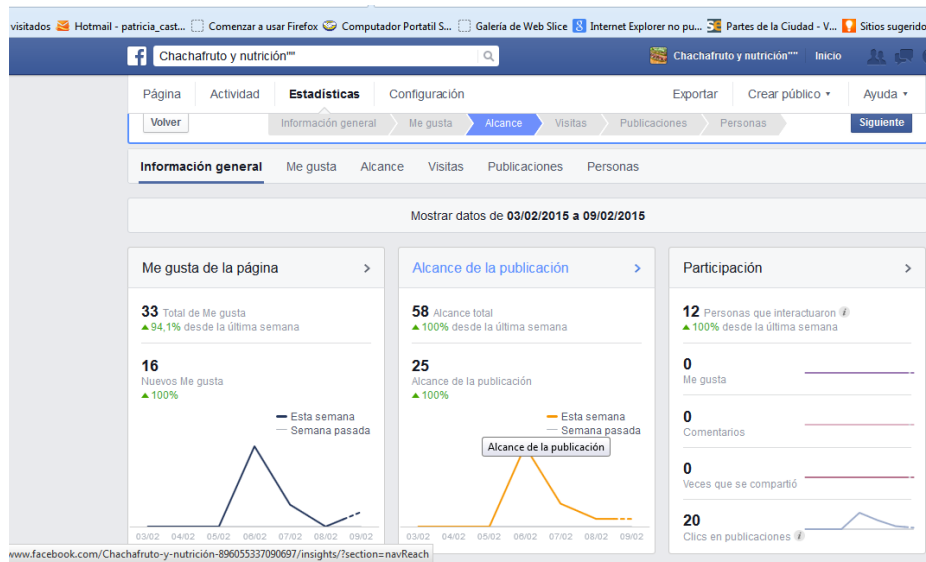 visitados Hotmail - patricia_cast... Comenzar a usar Firefox Computador Portatil S... Galería de Web Slice Internet Explorer no pu... Partes de la Ciudad - V... Sitios sugerido
Chachafruto y nutrición"" Chachafruto y nutrición"" Inicio
Página Actividad Estadísticas Configuración Exportar Crear público Ayuda
Volver Información general Me gusta Alcance Visitas Publicaciones Personas Siguiente
Información general Me gusta Alcance Visitas Publicaciones Personas
Mostrar datos de 03/02/2015 a 09/02/2015
Me gusta de la página
33 Total de Me gusta
94,1% desde la última semana
16
Nuevos Me gusta
100%
Esta semana
Semana pasada
03/02 04/02 05/02 06/02 07/02 08/02 09/02
Alcance de la publicación
58 Alcance total
100% desde la última semana
25
Alcance de la publicación
100%
Esta semana
Semana pasada
Alcance de la publicación
03/02 04/02 05/02 06/02 07/02 08/02 09/02
Participación
12 Personas que interactuaron
100% desde la última semana
0
Me gusta
0
Comentarios
0
Veces que se compartió
20
Clics en publicaciones
www.facebook.com/Chachafruto-y-nutrición-896055337090697/insights/?section=navReach